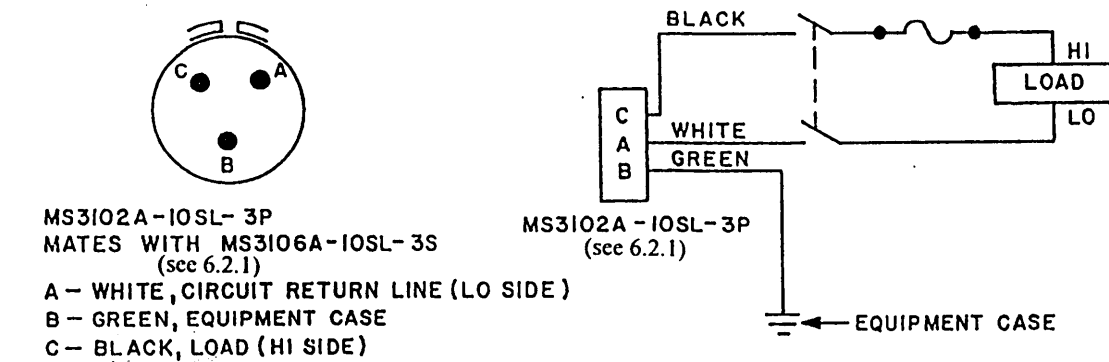 C
A
B
MS3102A-10SL-3P
MATES WITH MS3106A-10SL-3S
(see 6.2.1)
A - WHITE, CIRCUIT RETURN LINE (LO SIDE)
B - GREEN, EQUIPMENT CASE
C - BLACK, LOAD (HI SIDE)
BLACK
HI
LOAD
LO
C
A
B
WHITE
GREEN
MS3102A-10SL-3P
(see 6.2.1)
EQUIPMENT CASE